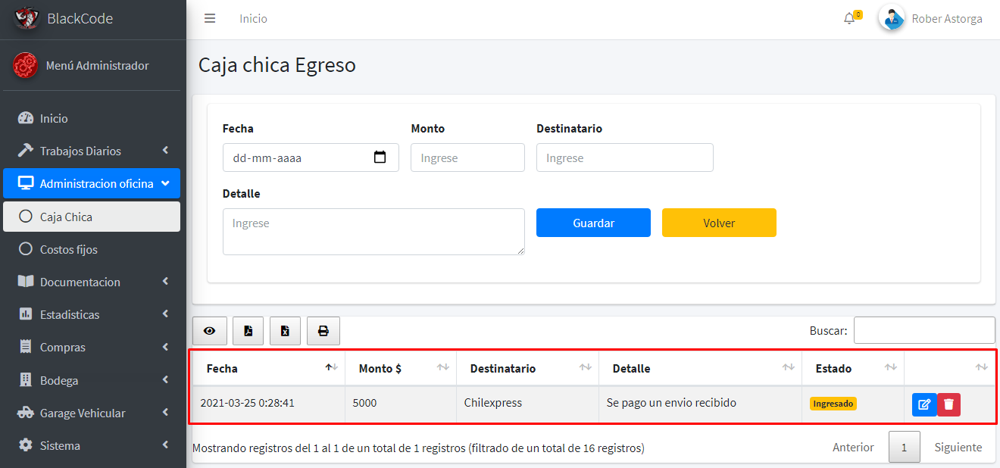 BlackCode
Menú Administrador
Inicio
Trabajos Diarios
Administracion oficina
Caja Chica
Costos fijos
Documentacion
Estadisticas
Compras
Bodega
Garage Vehicular
Sistema
Inicio
0
Rober Astorga
Caja chica Egreso
Fecha Monto Destinatario
dd-mm-aaaa Ingrese Ingrese
Detalle
Ingrese Guardar Volver
Buscar:
Fecha Monto $ Destinatario Detalle Estado
2021-03-25 0:28:41 5000 Chilexpress Se pago un envio recibido Ingresado
Mostrando registros del 1 al 1 de un total de 1 registros (filtrado de un total de 16 registros) Anterior 1 Siguiente